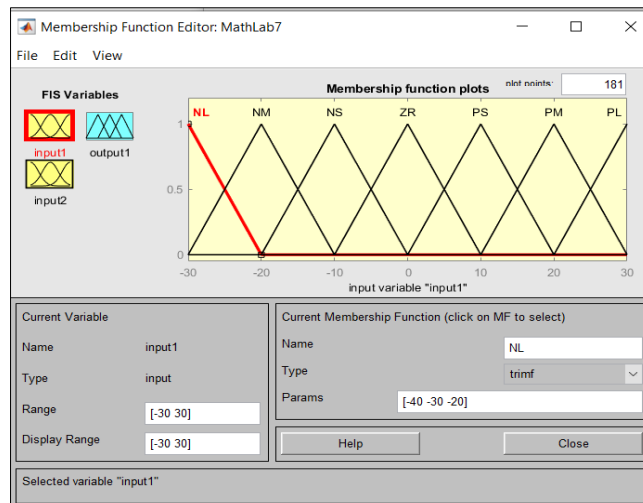 Membership Function Editor: MathLab7
File Edit View
FIS Variables
input1 output1
input2
Membership function plots plot points: 181
NL NM NS ZR PS PM PL
1
0.5
0
-30 -20 -10 0 10 20 30
input variable "input1"
Current Variable
Name input1
Type input
Range [-30 30]
Display Range [-30 30]
Current Membership Function (click on MF to select)
Name NL
Type trimf
Params [-40 -30 -20]
Help Close
Selected variable "input1"